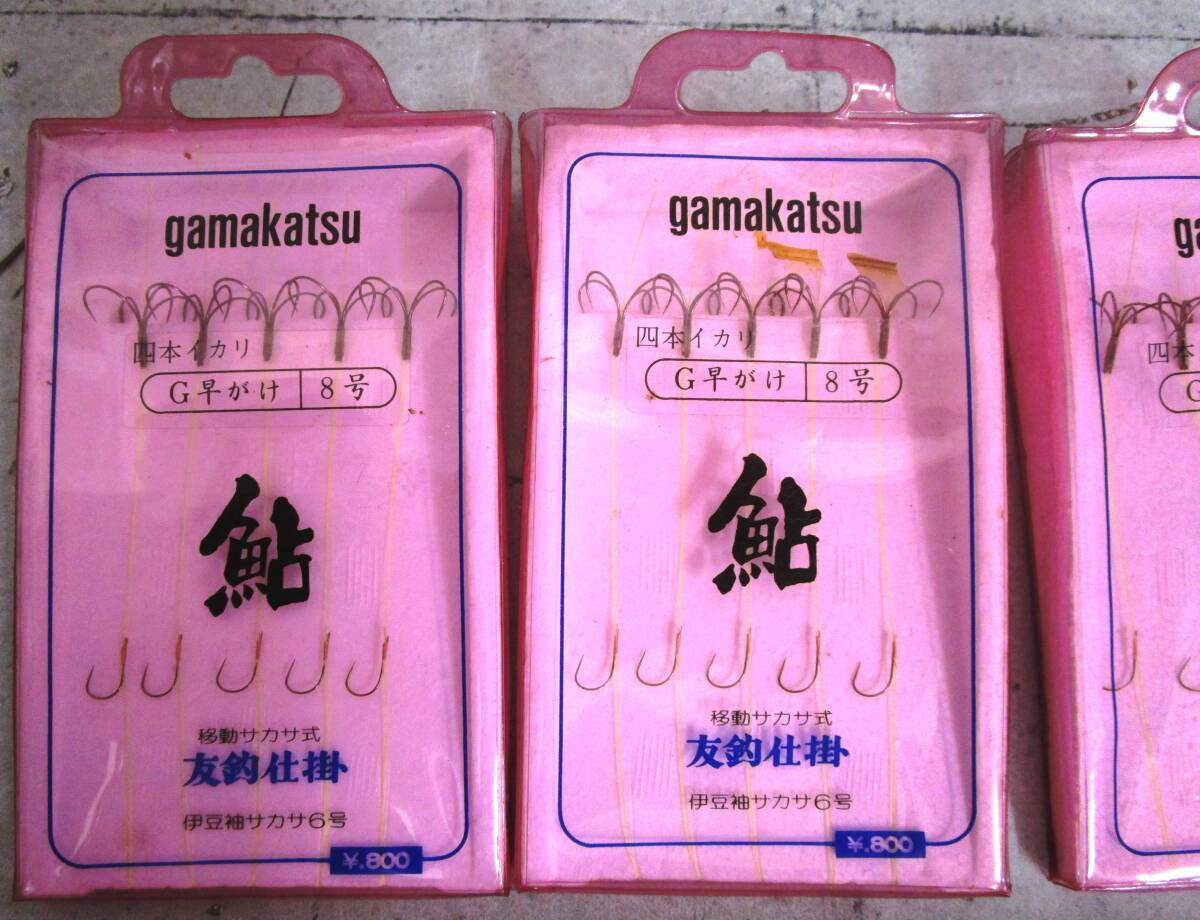 gamakatsu
四本イカリ
G早がけ 8号
鮎
移動サカサ式
友釣仕掛
伊豆袖サカサ6号
¥.800
gamakatsu
四本イカリ
G早がけ 8号
鮎
移動サカサ式
友釣仕掛
伊豆袖サカサ6号
¥.800
ga
四本
G